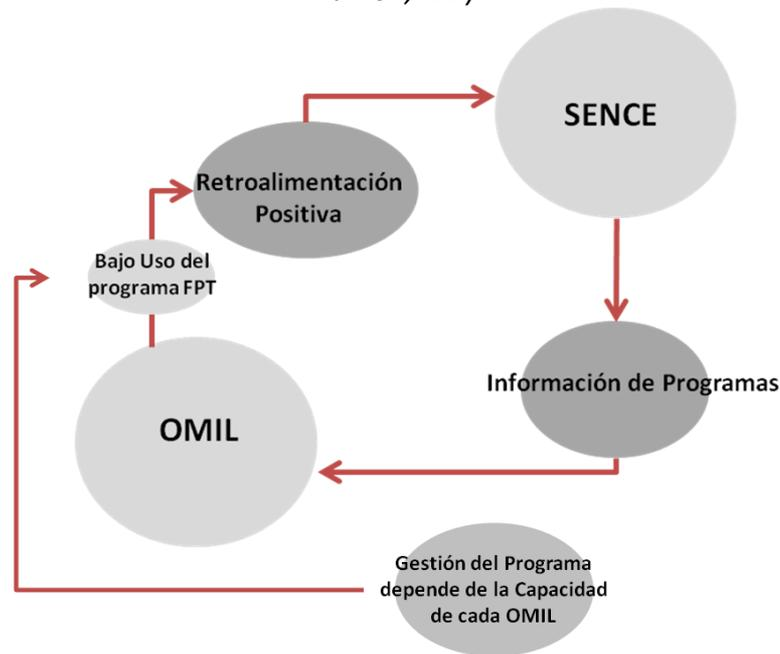 SENCE
Retroalimentación
Positiva
Bajo Uso del
programa FPT
Información de Programas
OMIL
Gestión del Programa
depende de la Capacidad
de cada OMIL